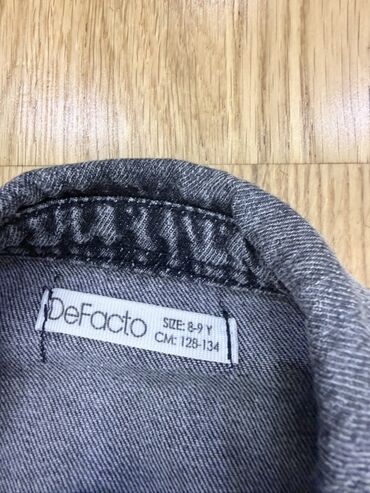 DeFacto
SIZE: 8-9 Y
CM: 128-134